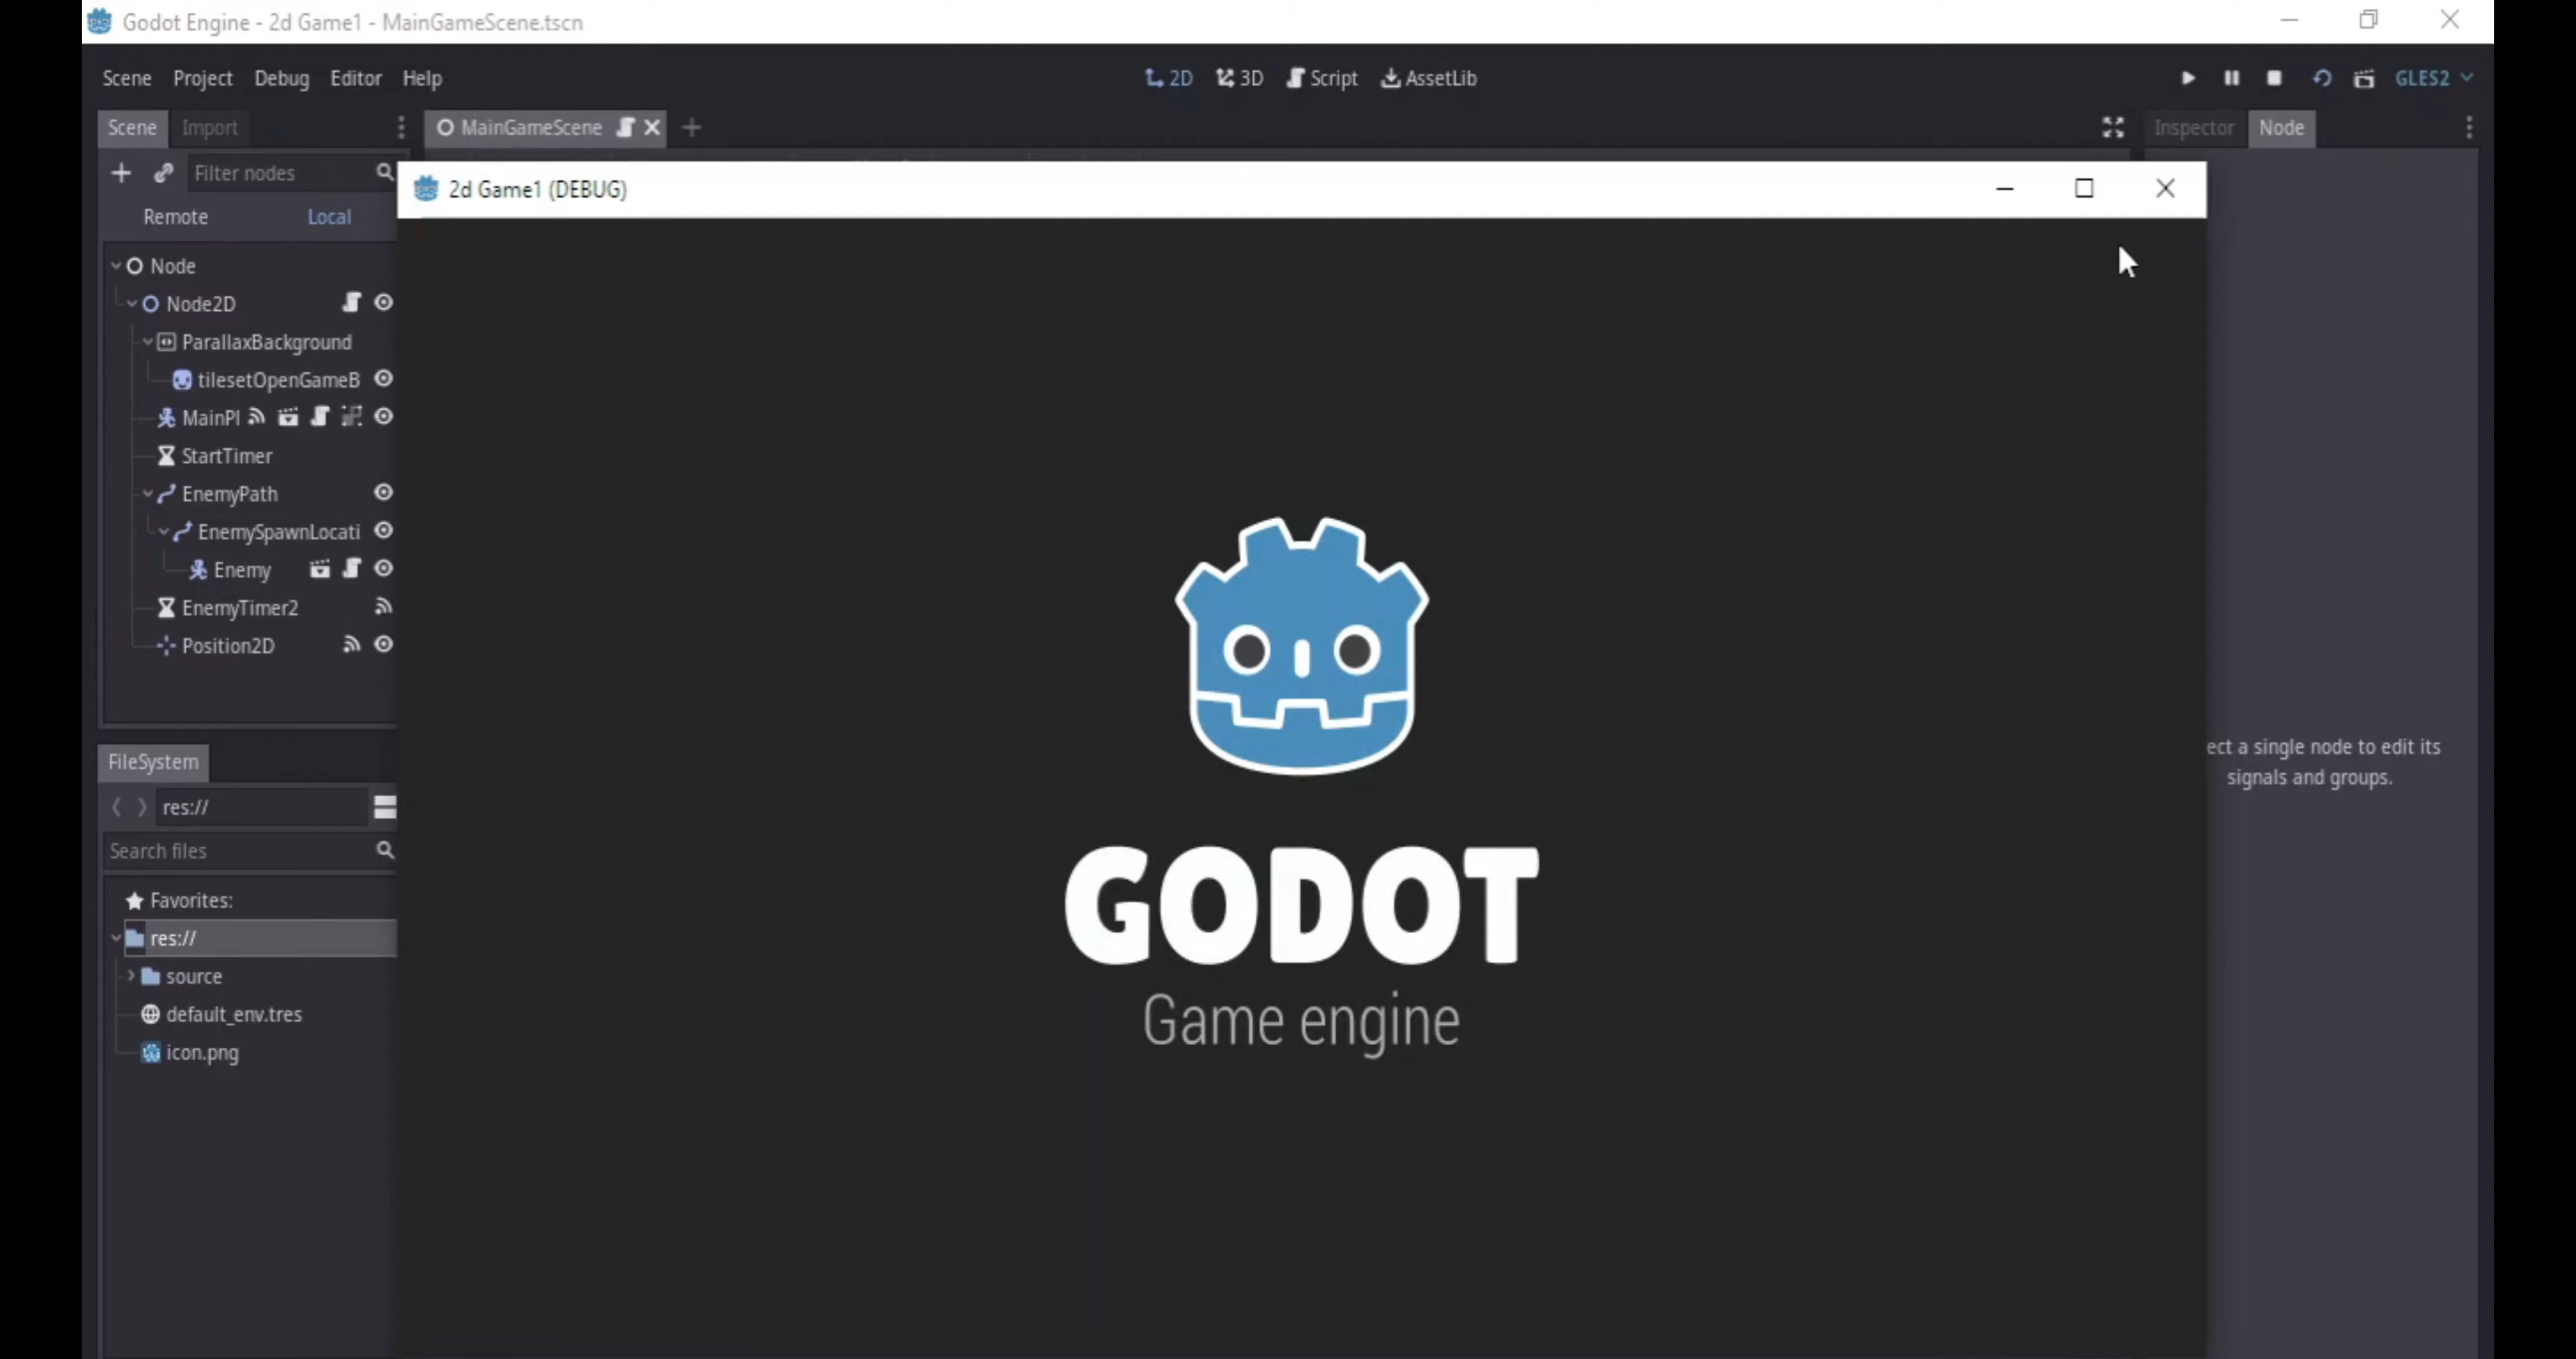 Godot Engine - 2d Game1 - MainGameScene.tscn
Scene Project Debug Editor Help
2D 3D Script AssetLib
GLES2
Scene Import
MainGameScene
Inspector Node
Filter nodes
2d Game1 (DEBUG)
Remote Local
Node
Node2D
ParallaxBackground
tilesetOpenGameB
MainPl
StartTimer
EnemyPath
EnemySpawnLocati
Enemy
EnemyTimer2
Position2D
GODOT
Game engine
ect a single node to edit its
signals and groups.
FileSystem
res://
Search files
Favorites:
res://
source
default_env.tres
icon.png